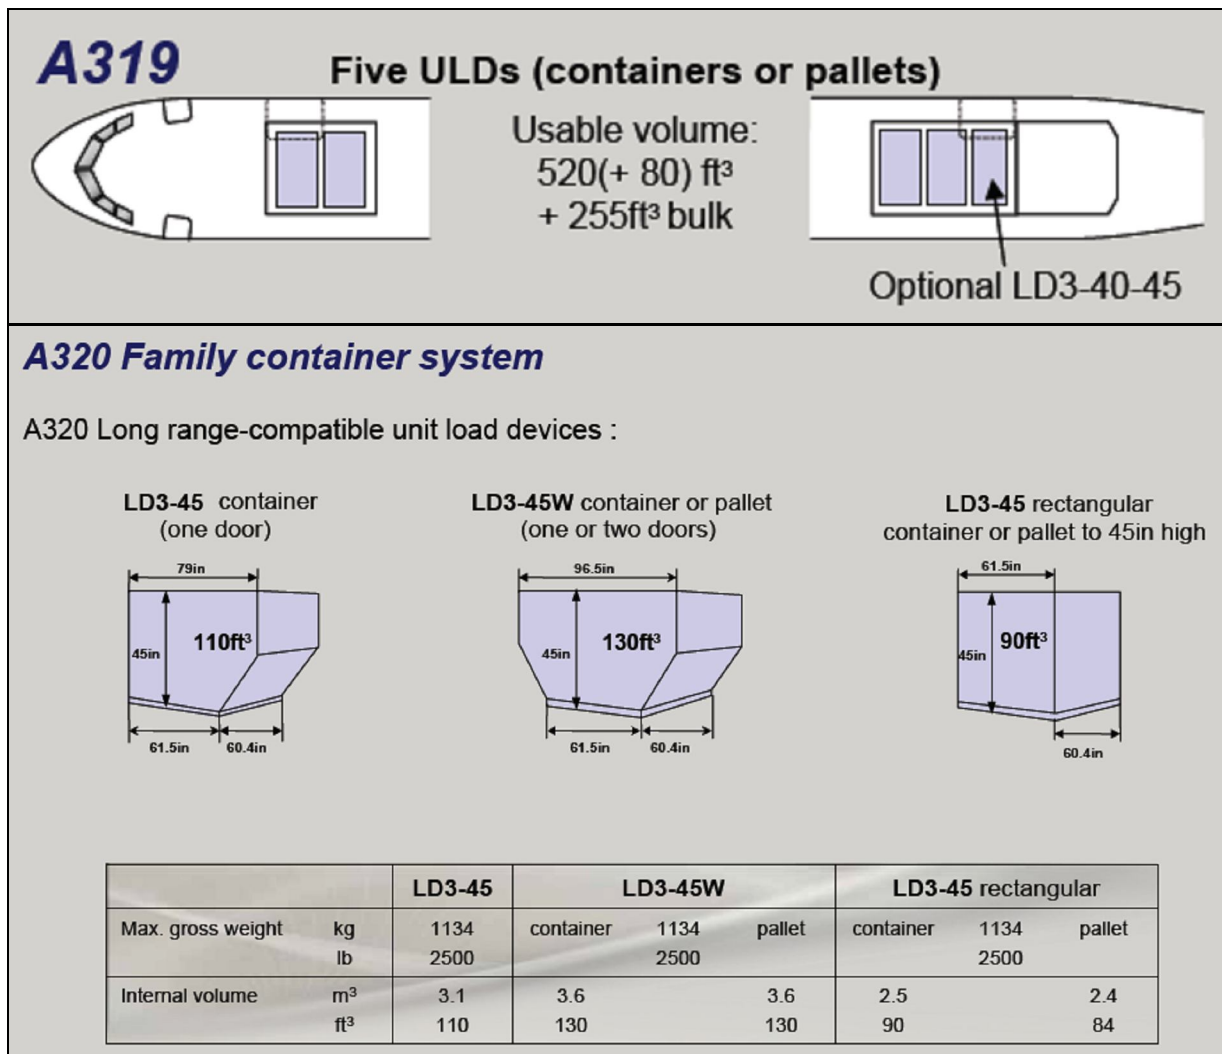 A319
Five ULDs (containers or pallets)
Usable volume:
520(+ 80) ft³
+ 255ft³ bulk
Optional LD3-40-45
A320 Family container system
A320 Long range-compatible unit load devices :
LD3-45 container
(one door)
79in
45in
110ft³
61.5in
60.4in
LD3-45W container or pallet
(one or two doors)
96.5in
45in
130ft³
61.5in
60.4in
LD3-45 rectangular
container or pallet to 45in high
61.5in
45in
90ft³
60.4in
LD3-45 LD3-45W LD3-45 rectangular
Max. gross weight kg 1134 container 1134 pallet container 1134 pallet
lb 2500 2500 2500
Internal volume m³ 3.1 3.6 3.6 2.5 2.4
ft³ 110 130 130 90 84